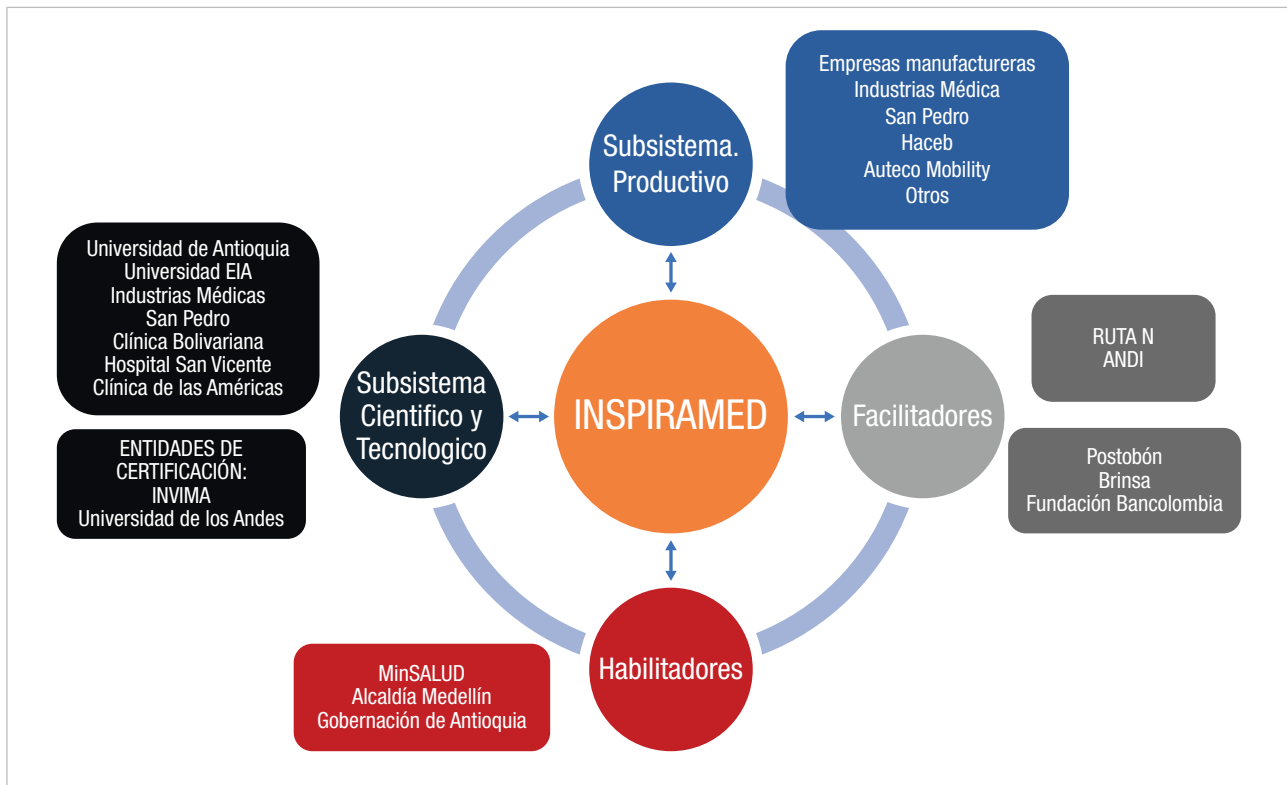 Subsistema.
Productivo
Empresas manufactureras
Industrias Médica
San Pedro
Haceb
Auteco Mobility
Otros
Universidad de Antioquia
Universidad EIA
Industrias Médicas
San Pedro
Clínica Bolivariana
Hospital San Vicente
Clínica de las Américas
ENTIDADES DE
CERTIFICACIÓN:
INVIMA
Universidad de los Andes
Subsistema
Cientifico y
Tecnologico
INSPIRAMED
Facilitadores
RUTA N
ANDI
Postobón
Brinsa
Fundación Bancolombia
MinSALUD
Alcaldía Medellín
Gobernación de Antioquia
Habilitadores